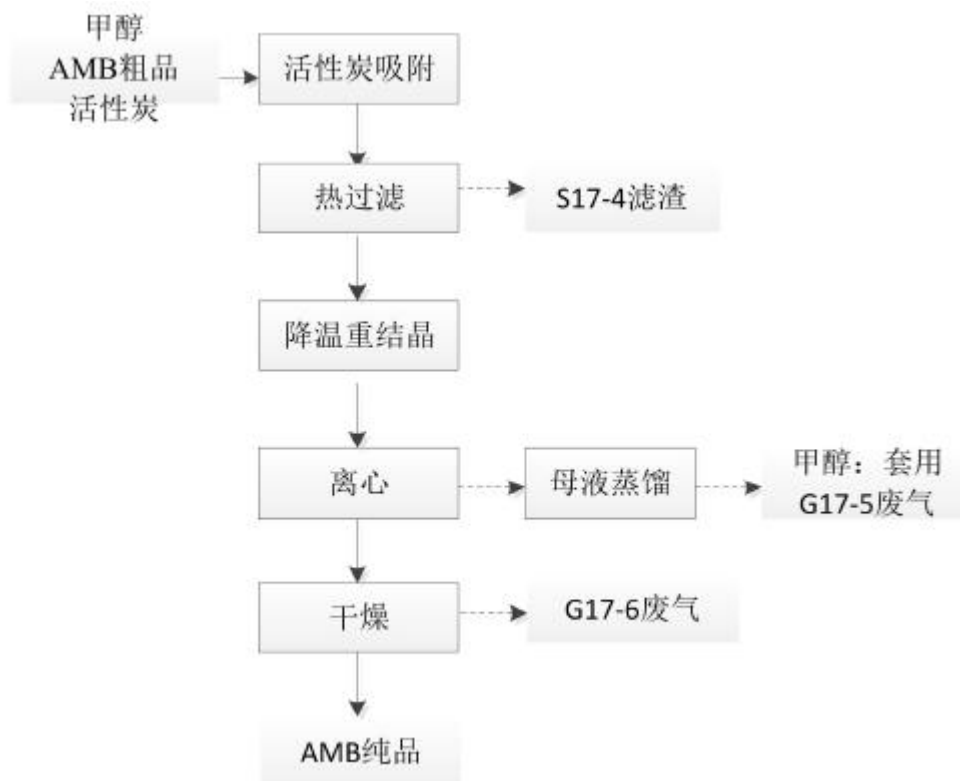 甲醇
AMB粗品
活性炭
活性炭吸附
热过滤
S17-4滤渣
降温重结晶
离心
母液蒸馏
甲醇：套用
G17-5废气
干燥
G17-6废气
AMB纯品